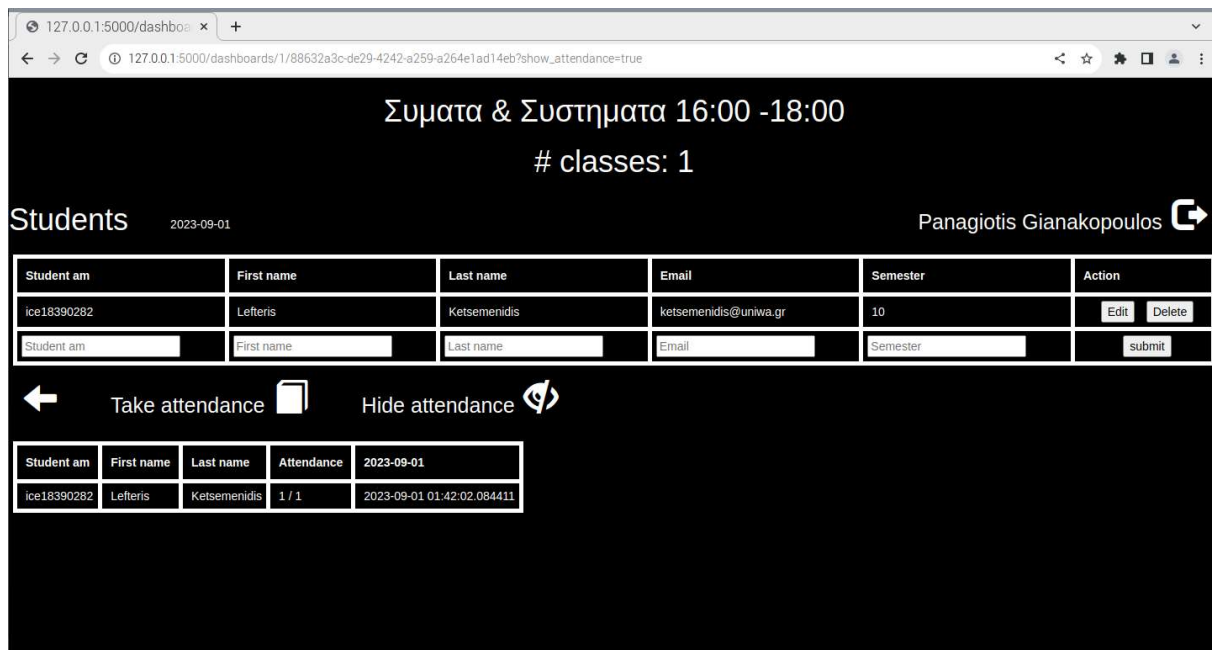 127.0.0.1:5000/dashboa
127.0.0.1:5000/dashboards/1/88632a3c-de29-4242-a259-a264e1ad14eb?show_attendance=true
Συματα & Συστηματα 16:00 -18:00
# classes: 1
Students 2023-09-01 Panagiotis Gianakopoulos
Student am First name Last name Email Semester Action
ice18390282 Lefteris Ketsemenidis ketsemenidis@uniwa.gr 10 Edit Delete
Student am First name Last name Email Semester submit
Take attendance Hide attendance
Student am First name Last name Attendance 2023-09-01
ice18390282 Lefteris Ketsemenidis 1 / 1 2023-09-01 01:42:02.084411